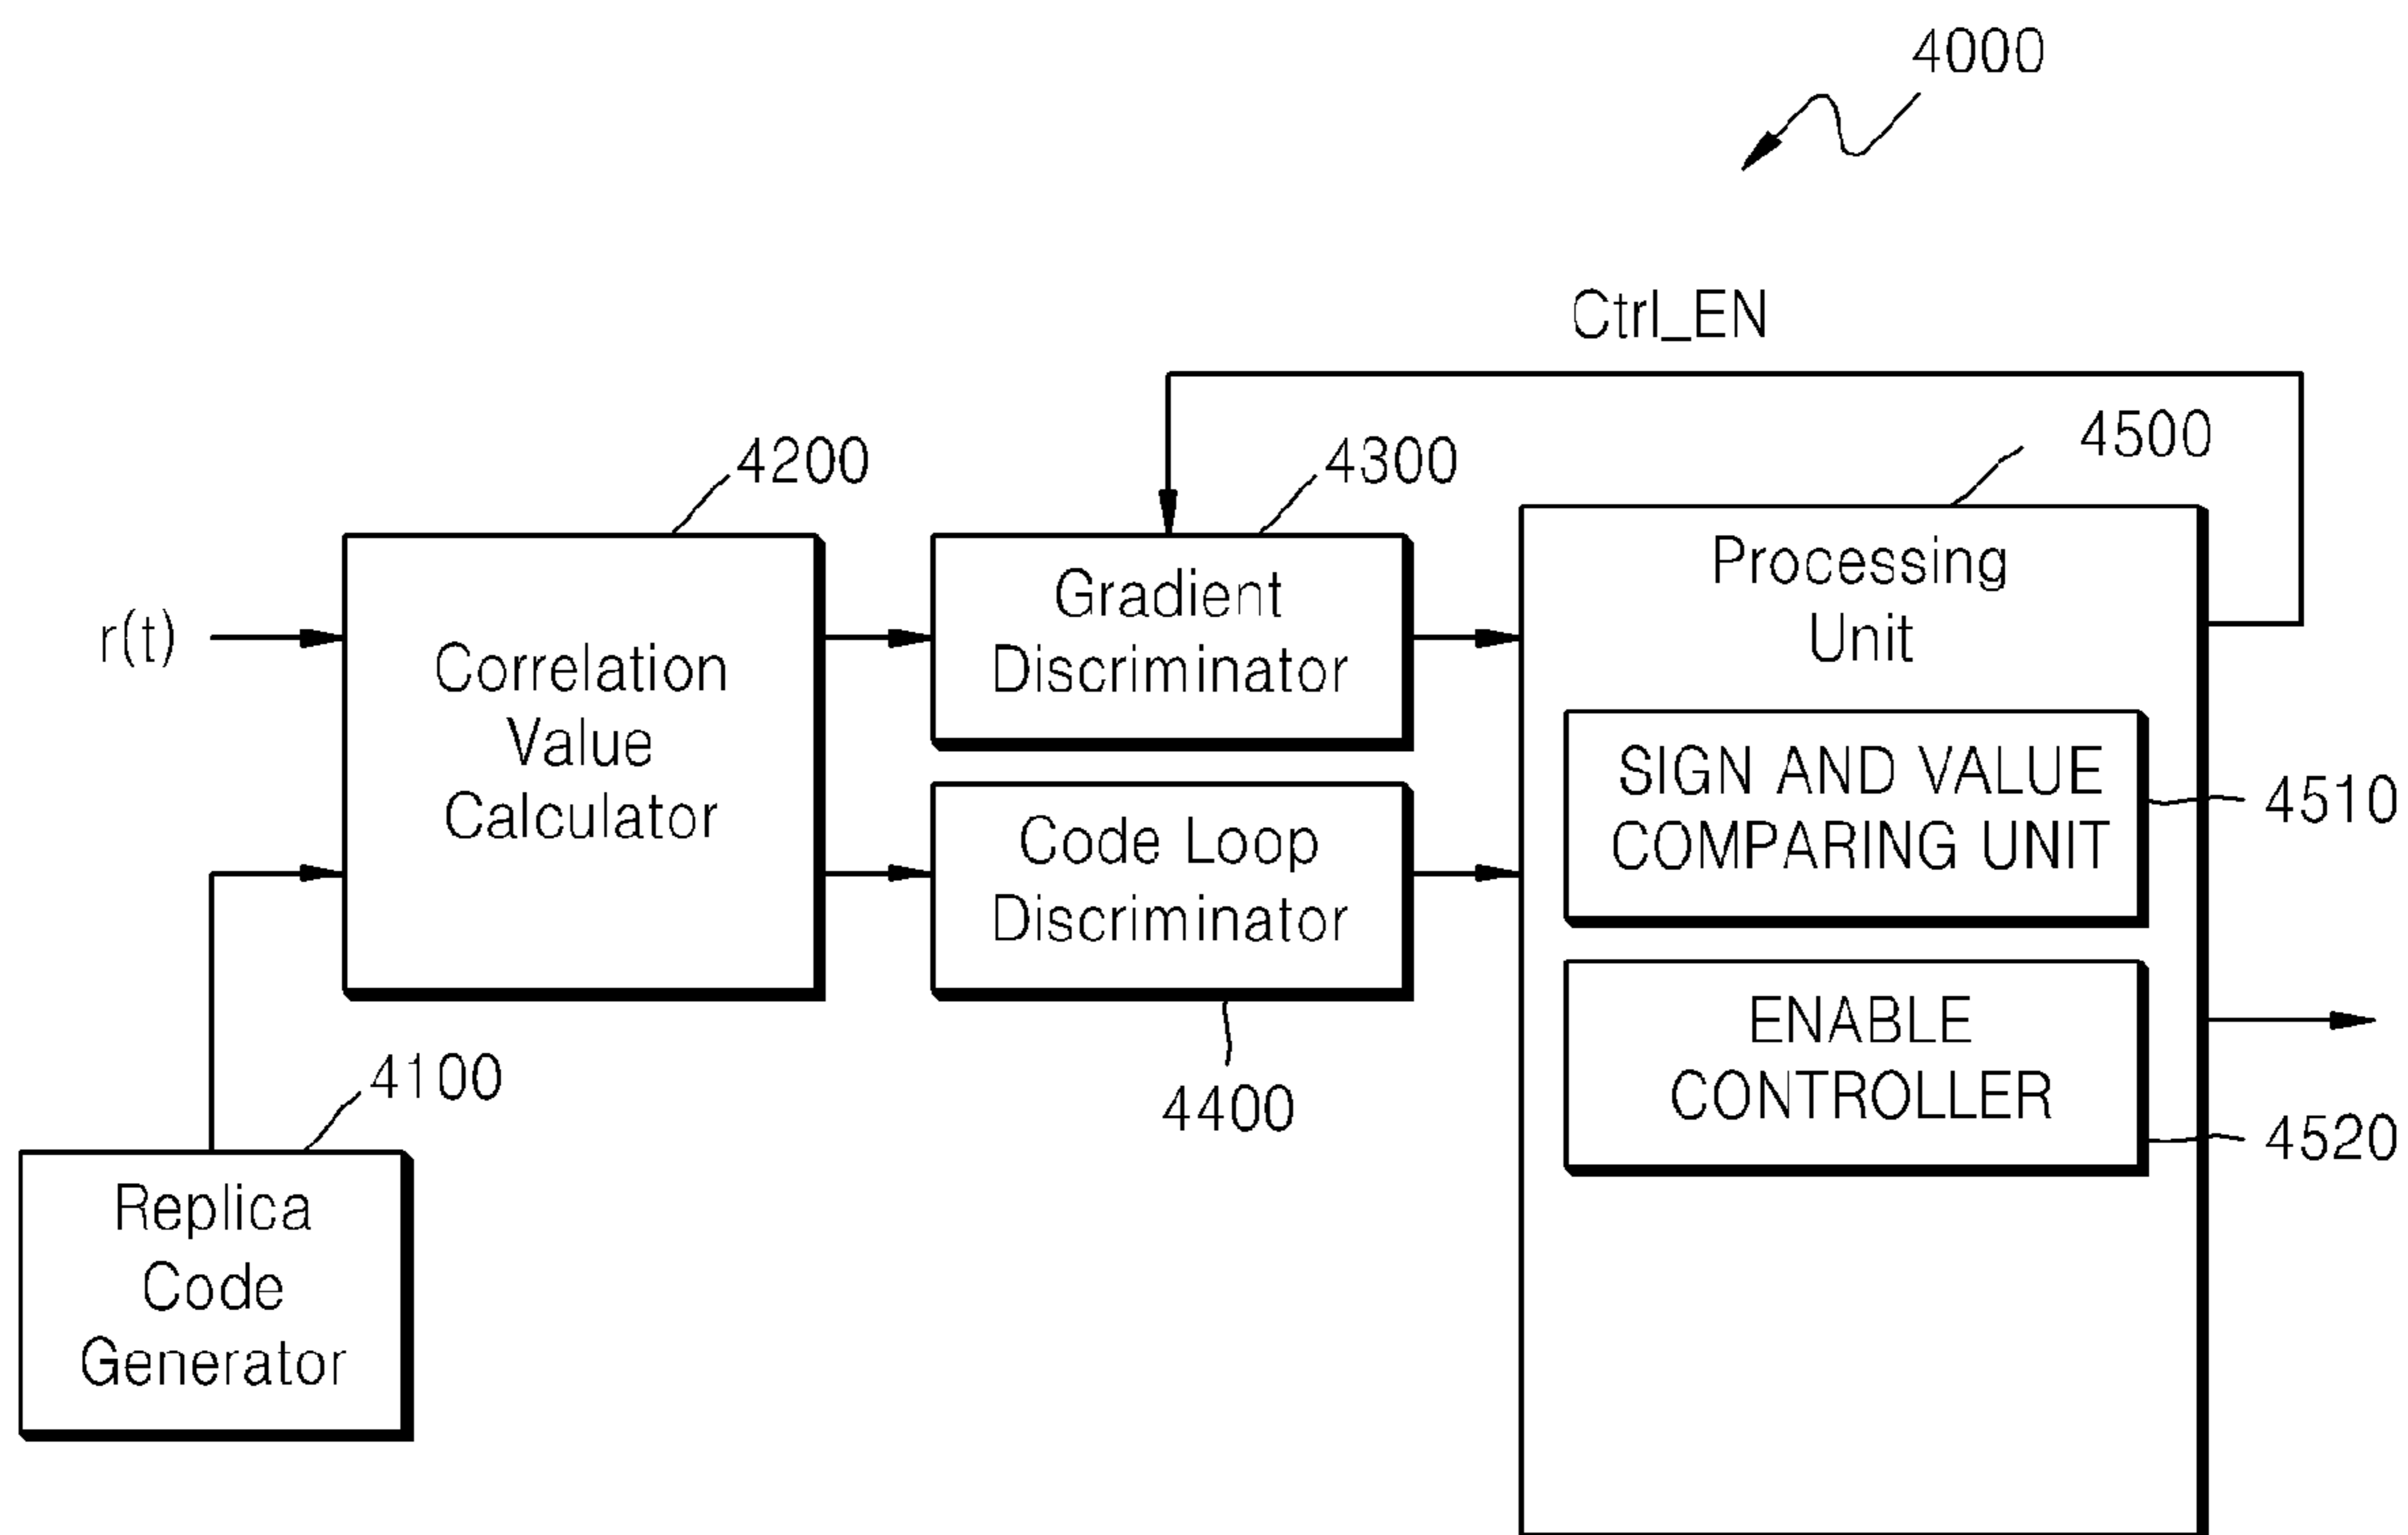 4000
Ctrl_EN
4200
4300
4500
r(t)
Correlation
Value
Calculator
Gradient
Discriminator
Code Loop
Discriminator
4400
Processing
Unit
SIGN AND VALUE
COMPARING UNIT
4510
ENABLE
CONTROLLER
4520
4100
Replica
Code
Generator